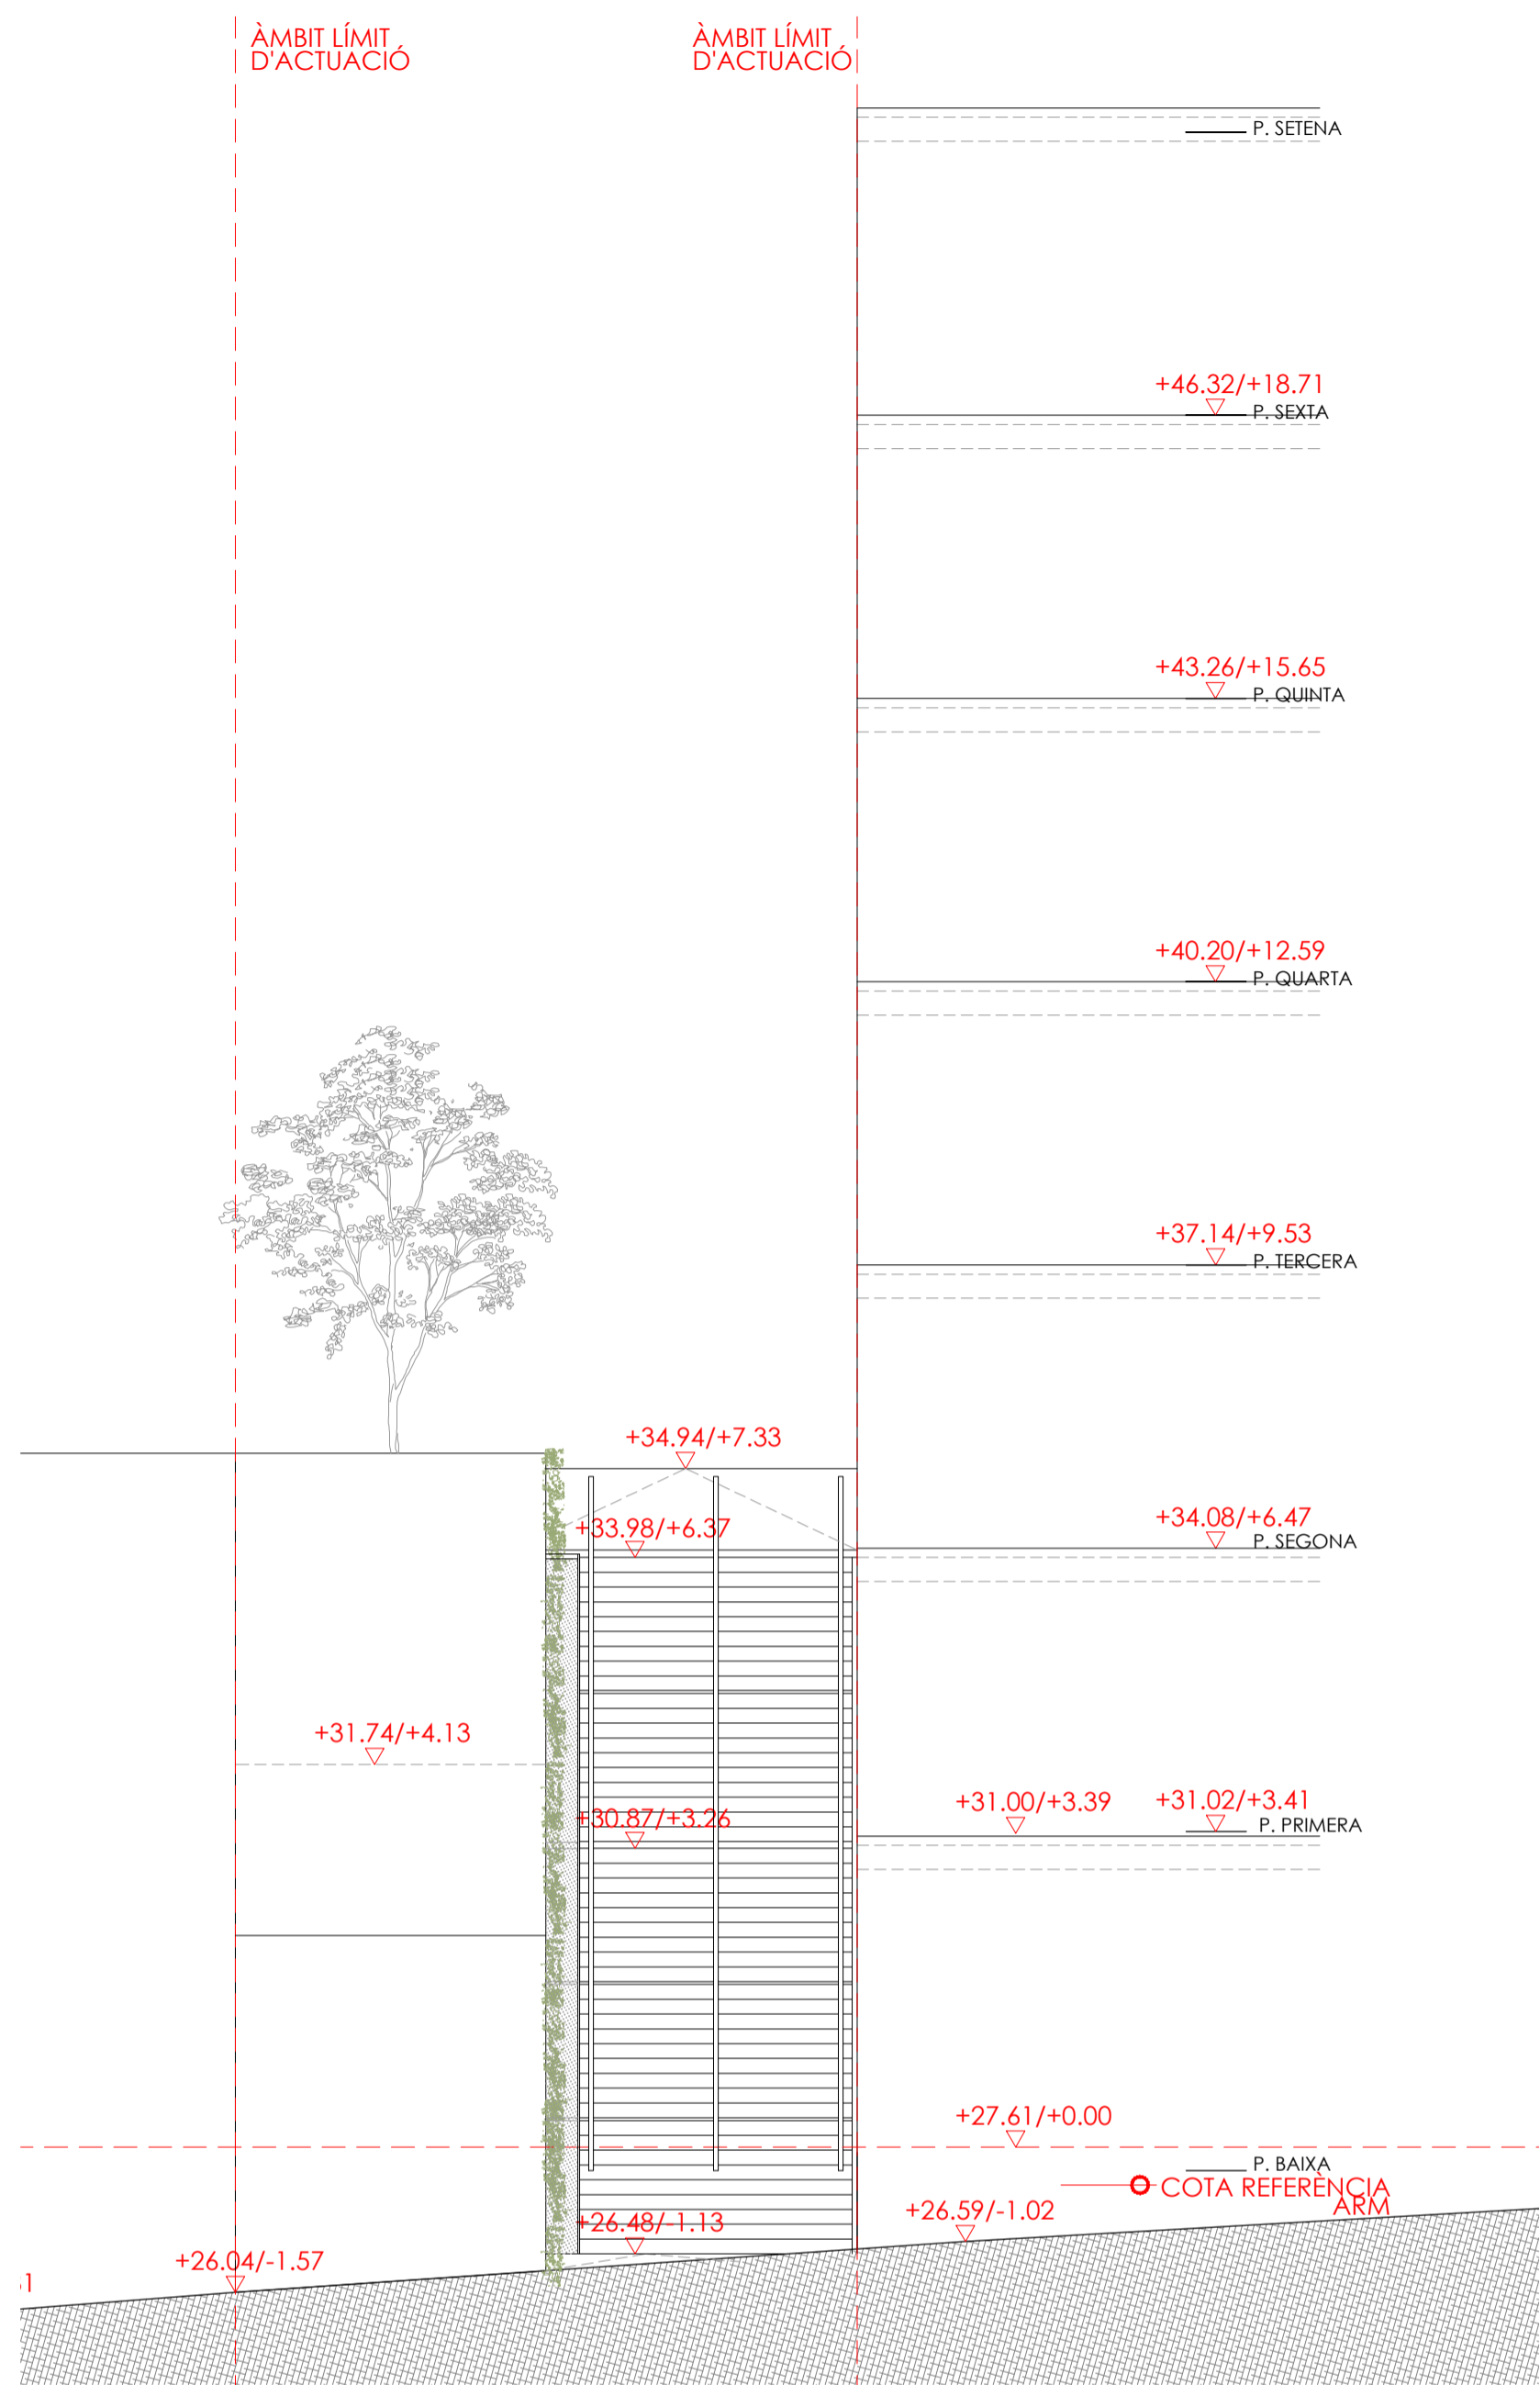 ÀMBIT LÍMIT
D'ACTUACIÓ
ÀMBIT LÍMIT
D'ACTUACIÓ
P. SETENA
+46.32/+18.71
P. SEXTA
+43.26/+15.65
P. QUINTA
+40.20/+12.59
P. QUARTA
+37.14/+9.53
P. TERCERA
+34.94/+7.33
+33.98/+6.37
+34.08/+6.47
P. SEGONA
+31.74/+4.13
+30.87/+3.26
+31.00/+3.39
+31.02/+3.41
P. PRIMERA
+27.61/+0.00
P. BAIXA
COTA REFERÈNCIA
ARM
+26.59/-1.02
+26.48/-1.13
+26.04/-1.57